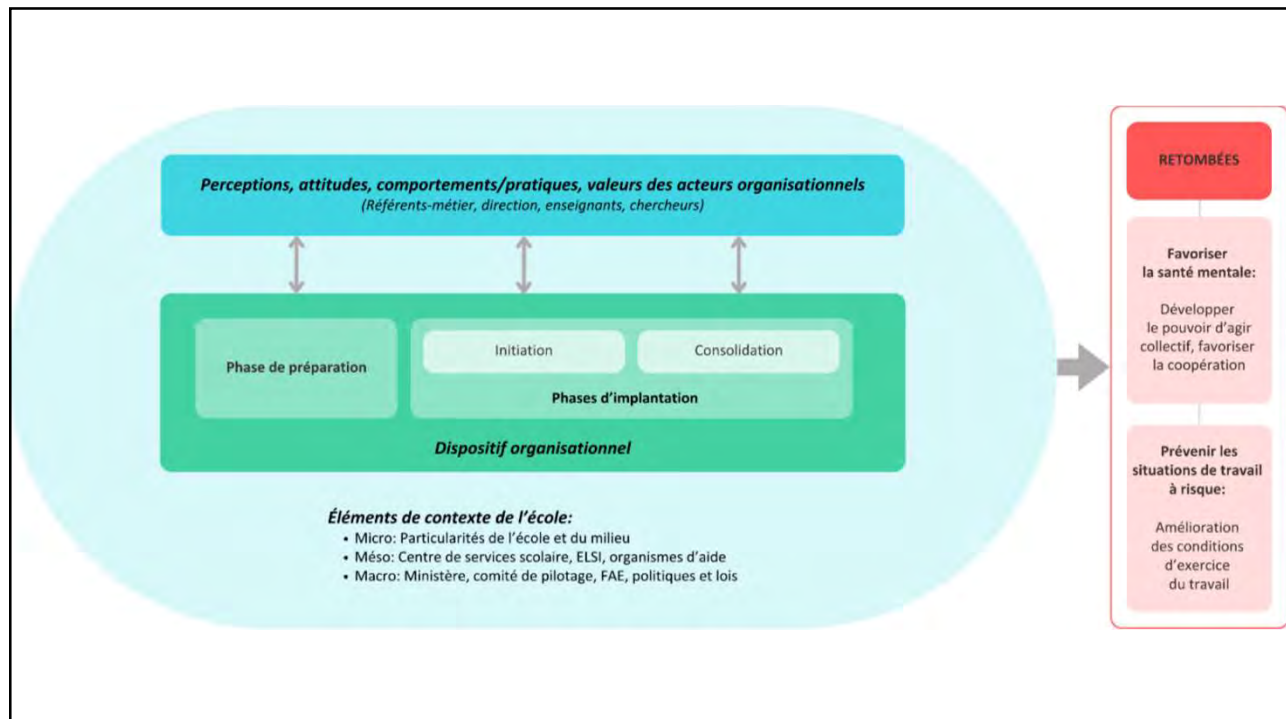 Perceptions, attitudes, comportements/pratiques, valeurs des acteurs organisationnels
(Référents-métier, direction, enseignants, chercheurs)
Phase de préparation
Initiation
Consolidation
Phases d’implantation
Dispositif organisationnel
Éléments de contexte de l’école:
• Micro: Particularités de l’école et du milieu
• Méso: Centre de services scolaire, ELSI, organismes d’aide
• Macro: Ministère, comité de pilotage, FAE, politiques et lois
RETOMBÉES
Favoriser
la santé mentale:
Développer
le pouvoir d’agir
collectif, favoriser
la coopération
Prévenir les
situations de travail
à risque:
Amélioration
des conditions
d’exercice
du travail